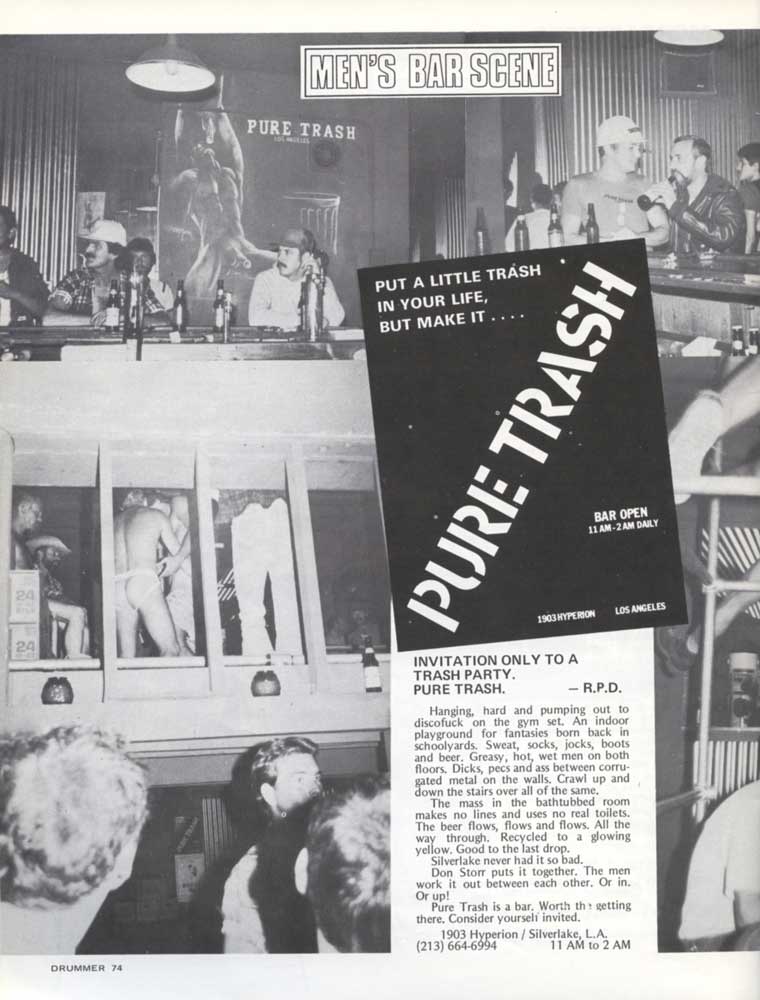 MEN'S BAR SCENE
PURE TRASH
LOS ANGELES
PUT A LITTLE TRASH
IN YOUR LIFE,
BUT MAKE IT . . . .
PURE TRASH
BAR OPEN
11 AM-2 AM DAILY
1903 HYPERION LOS ANGELES
24
24
INVITATION ONLY TO A
TRASH PARTY.
PURE TRASH. — R.P.D.
Hanging, hard and pumping out to
discofuck on the gym set. An indoor
playground for fantasies born back in
schoolyards. Sweat, socks, jocks, boots
and beer. Greasy, hot, wet men on both
floors. Dicks, pecs and ass between corru-
gated metal on the walls. Crawl up and
down the stairs over all of the same.
The mass in the bathtubbed room
makes no lines and uses no real toilets.
The beer flows, flows and flows. All the
way through. Recycled to a glowing
yellow. Good to the last drop.
Silverlake never had it so bad.
Don Storr puts it together. The men
work it out between each other. Or in.
Or up!
Pure Trash is a bar. Worth the getting
there. Consider yourself invited.
1903 Hyperion / Silverlake, L.A.
(213) 664-6994 11 AM to 2 AM
DRUMMER 74